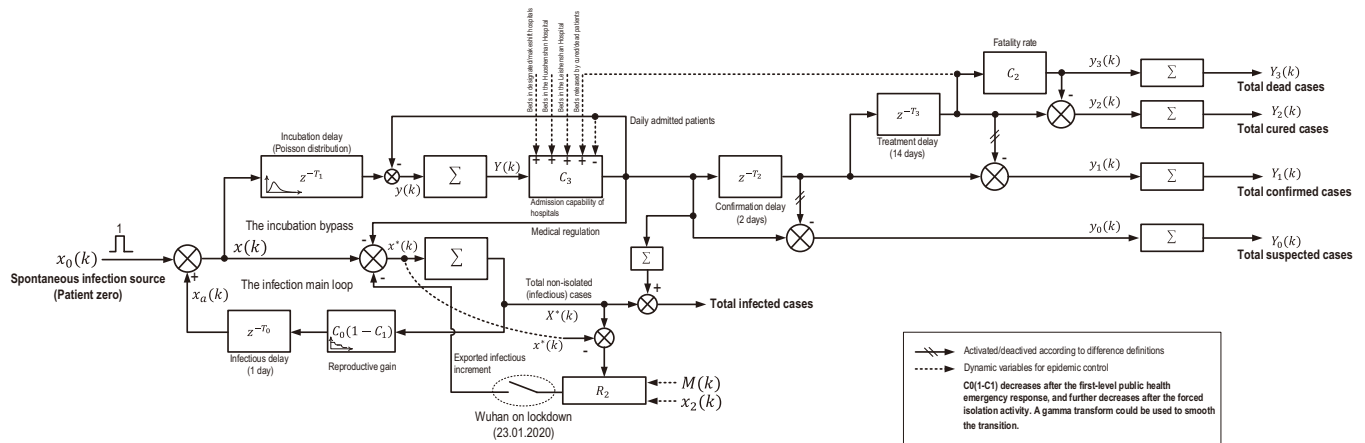 Beds in designated/makeshift hospitals
Beds in the Huoshenshan Hospital
Beds in the Leishenshan Hospital
Beds released by cured/dead patients
Fatality rate
C₂
y₃(k)
Σ
Y₃(k)
Total dead cases
-
y₂(k)
Σ
Y₂(k)
Total cured cases
z^{-T₃}
Treatment delay
(14 days)
-
Daily admitted patients
Incubation delay
(Poisson distribution)
z^{-T₁}
-
y(k)
Σ
Y(k)
+ + + + -
C₃
Admission capability of
hospitals
Medical regulation
z^{-T₂}
Confirmation delay
(2 days)
-
y₁(k)
Σ
Y₁(k)
Total confirmed cases
-
y₀(k)
Σ
Y₀(k)
Total suspected cases
1
x₀(k)
Spontaneous infection source
(Patient zero)
+
xₐ(k)
The incubation bypass
x(k)
The infection main loop
-
-
x*(k)
Σ
Total non-isolated
(infectious) cases
X*(k)
Σ
+
Total infected cases
z^{-T₀}
Infectious delay
(1 day)
C₀(1 − C₁)
Reproductive gain
Exported infectious
increment
x*(k)
-
R₂
M(k)
x₂(k)
Wuhan on lockdown
(23.01.2020)
Activated/deactived according to difference definitions
Dynamic variables for epidemic control
C0(1-C1) decreases after the first-level public health
emergency response, and further decreases after the forced
isolation activity. A gamma transform could be used to smooth
the transition.